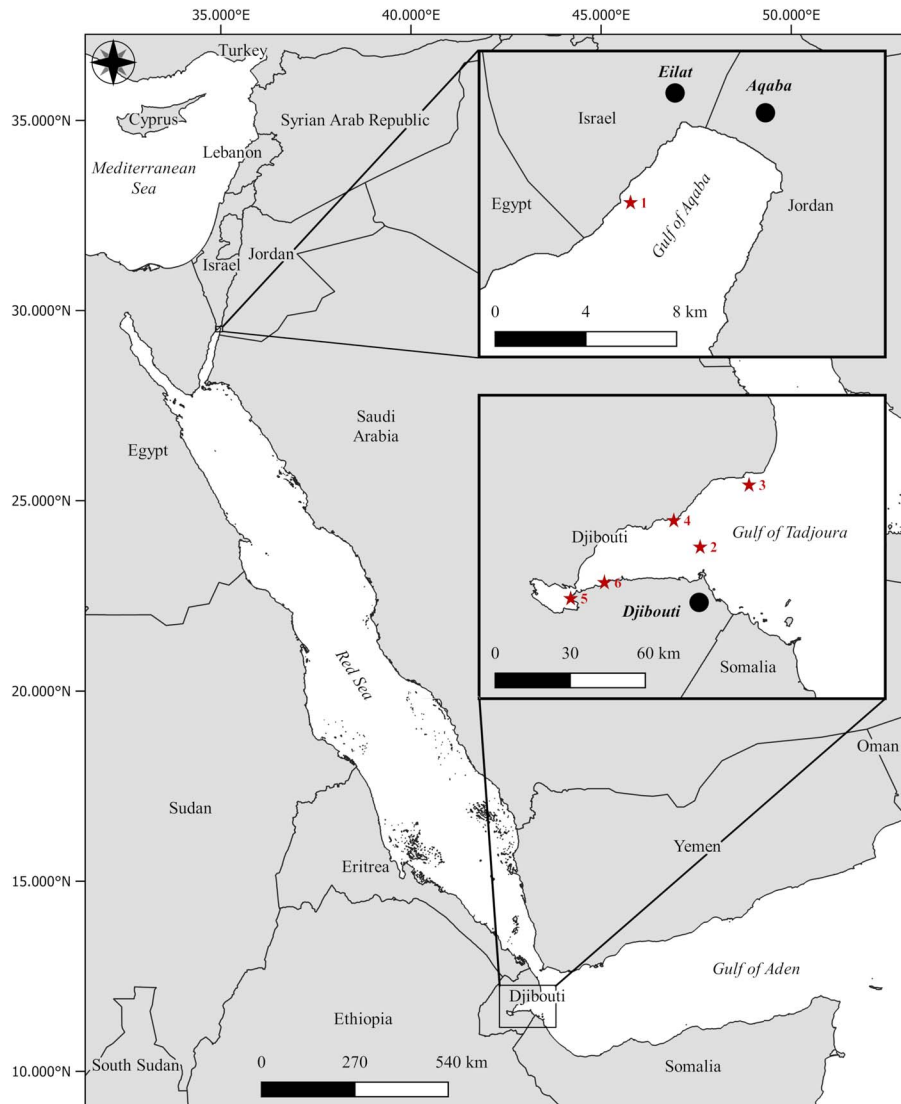 35.000°E
40.000°E
45.000°E
50.000°E
35.000°N
30.000°N
25.000°N
20.000°N
15.000°N
10.000°N
Turkey
Cyprus
Syrian Arab Republic
Lebanon
Mediterranean
Sea
Israel
Jordan
Egypt
Saudi
Arabia
Red Sea
Sudan
Eritrea
Yemen
Oman
Gulf of Aden
Djibouti
Ethiopia
South Sudan
Somalia
0
270
540 km
Eilat
Aqaba
Israel
Egypt
1
Gulf of Aqaba
Jordan
0
4
8 km
3
4
Djibouti
Gulf of Tadjoura
2
6
5
Djibouti
0
30
60 km
Somalia